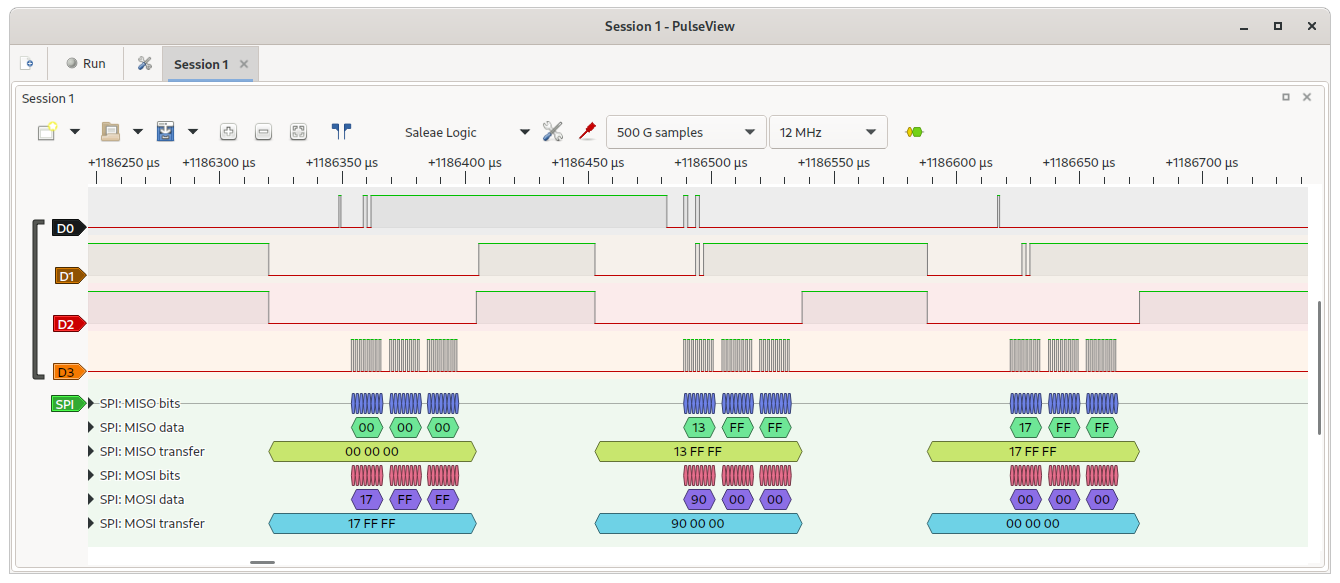 Session 1 - PulseView
Run
Session 1
Session 1
Saleae Logic 500 G samples 12 MHz
+1186250 µs +1186300 µs +1186350 µs +1186400 µs +1186450 µs +1186500 µs +1186550 µs +1186600 µs +1186650 µs +1186700 µs
D0
D1
D2
D3
SPI SPI: MISO bits
SPI: MISO data 00 00 00 13 FF FF 17 FF FF
SPI: MISO transfer 00 00 00 13 FF FF 17 FF FF
SPI: MOSI bits
SPI: MOSI data 17 FF FF 90 00 00 00 00 00
SPI: MOSI transfer 17 FF FF 90 00 00 00 00 00